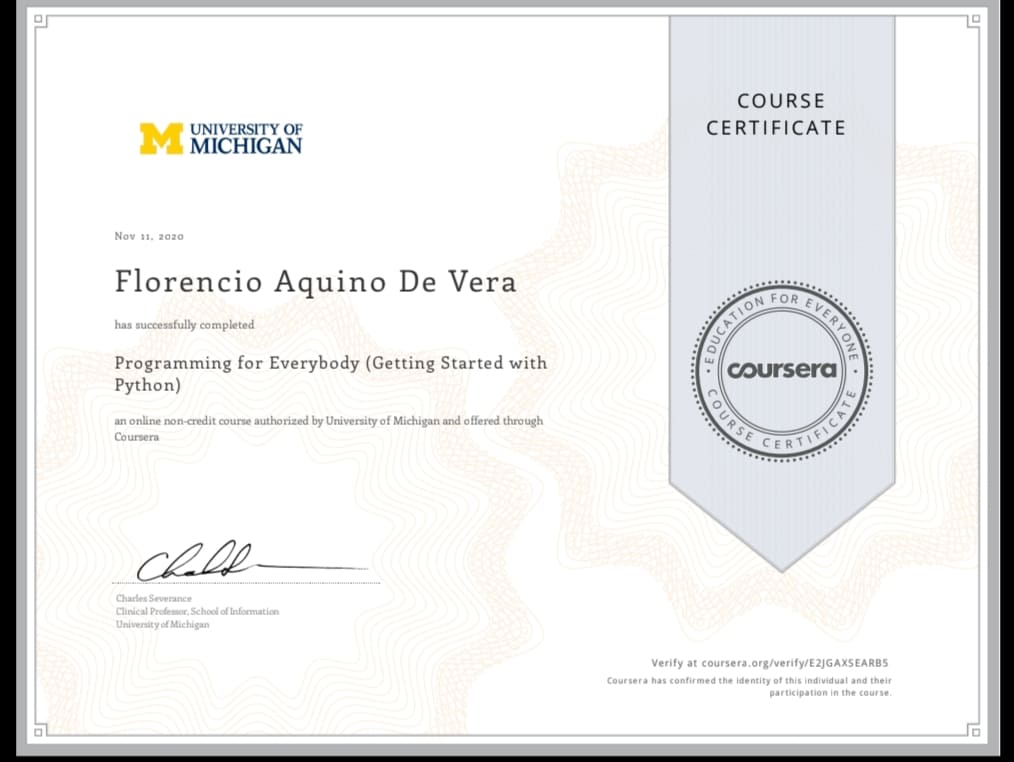 UNIVERSITY OF
MICHIGAN
Nov 11, 2020
Florencio Aquino De Vera
has successfully completed
Programming for Everybody (Getting Started with
Python)
an online non-credit course authorized by University of Michigan and offered through
Coursera
Charles Severance
Clinical Professor, School of Information
University of Michigan
COURSE
CERTIFICATE
EDUCATION FOR EVERYONE
coursera
COURSE CERTIFICATE
Verify at coursera.org/verify/E2JGAXSEARB5
Coursera has confirmed the identity of this individual and their
participation in the course.